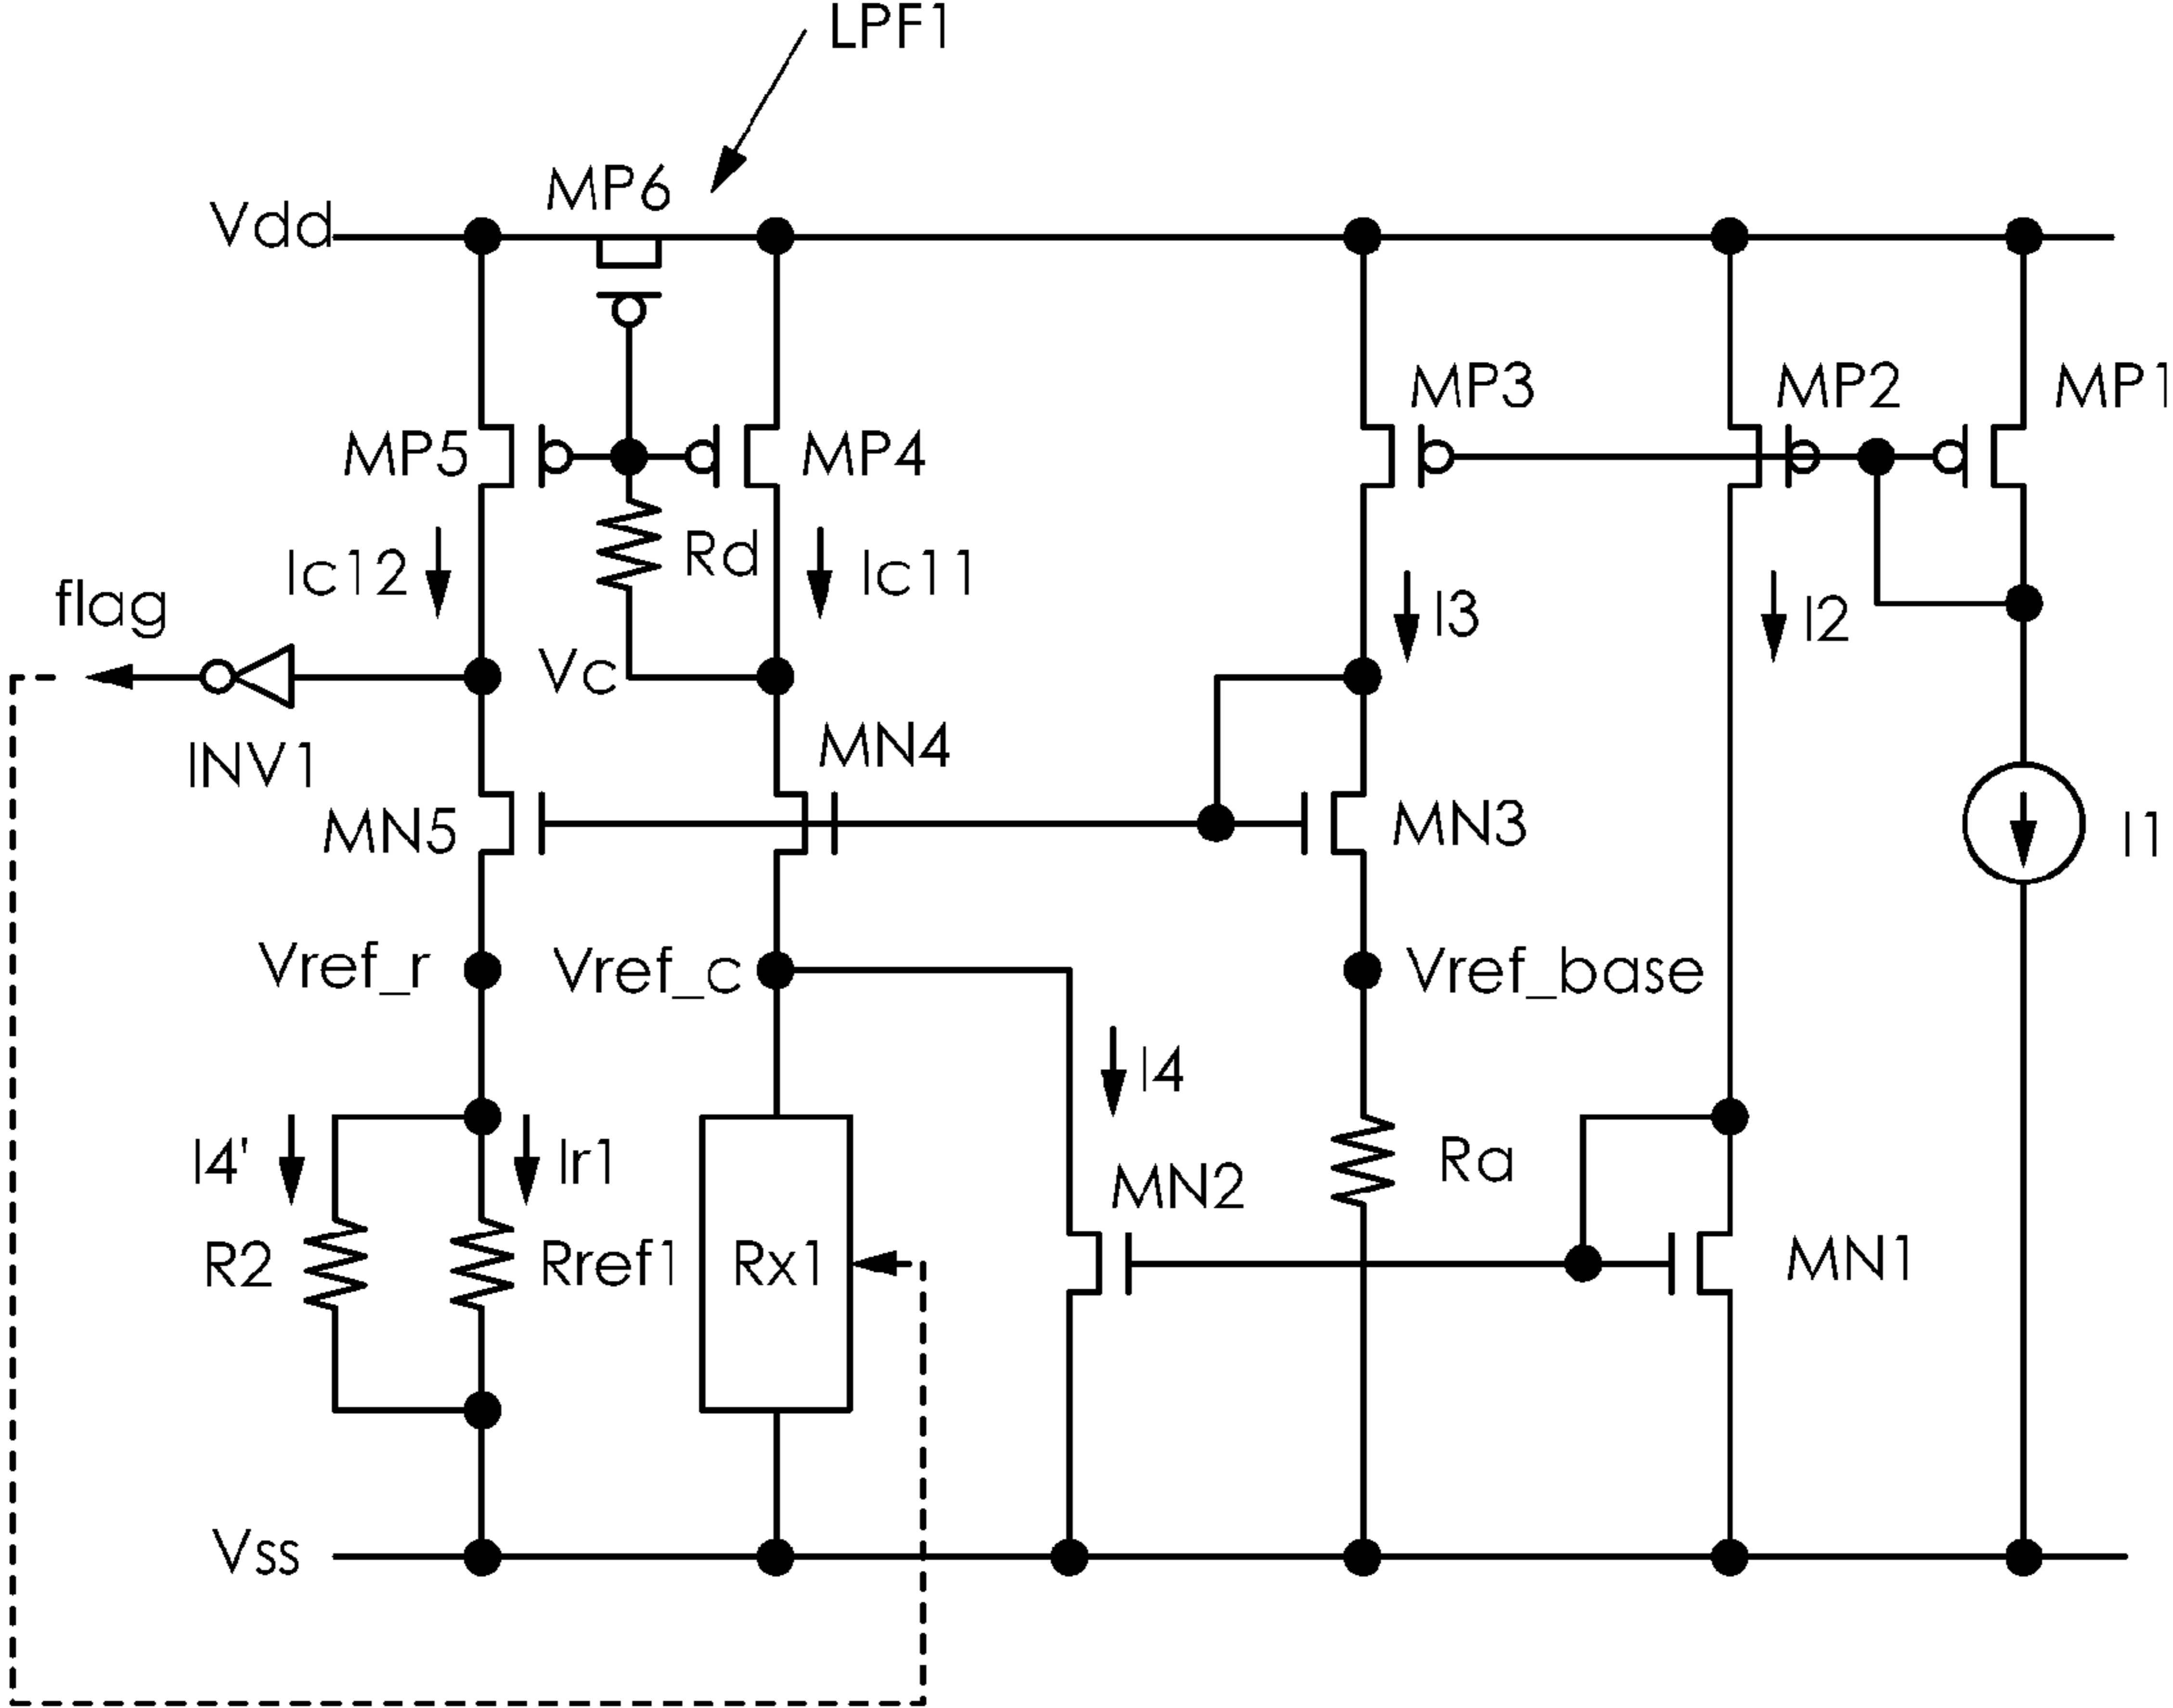 LPF1
MP6
Vdd
MP3
MP2
MP1
MP5
MP4
Rd
Ic12
Ic11
I3
I2
flag
Vc
INV1
MN4
MN5
MN3
I1
Vref_r
Vref_c
Vref_base
I4
I4'
Ir1
MN2
Ra
R2
Rref1
Rx1
MN1
Vss